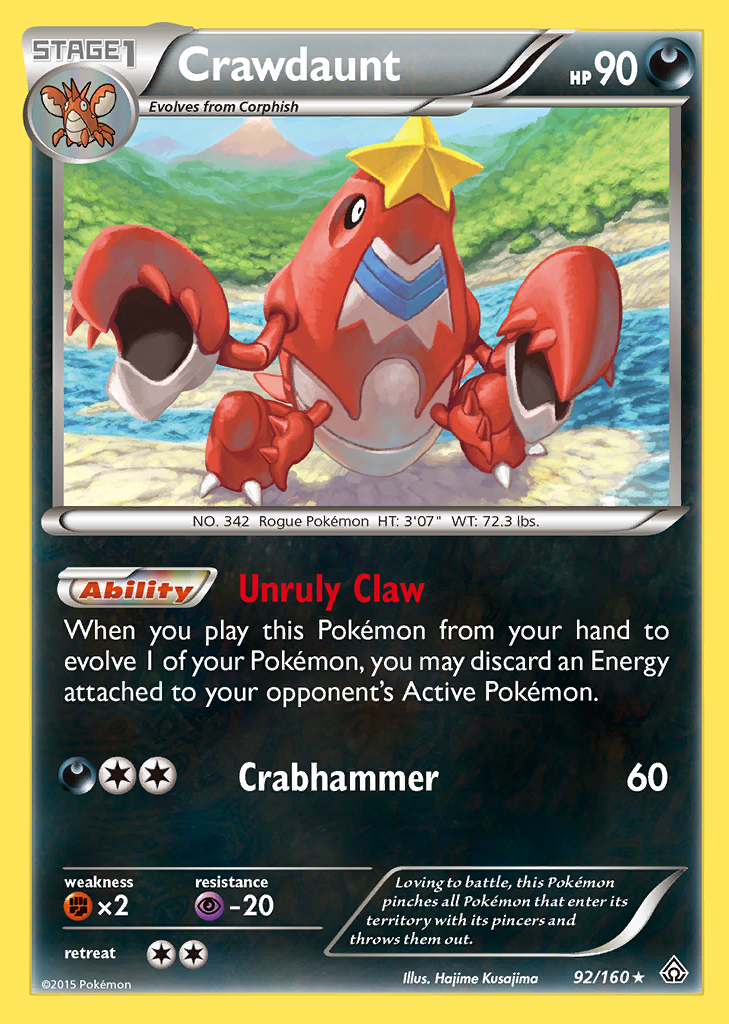 STAGE1
Crawdaunt
HP 90
Evolves from Corphish
NO. 342 Rogue Pokémon HT: 3'07" WT: 72.3 lbs.
Ability Unruly Claw
When you play this Pokémon from your hand to
evolve 1 of your Pokémon, you may discard an Energy
attached to your opponent's Active Pokémon.
Crabhammer 60
weakness
×2
resistance
-20
retreat
Loving to battle, this Pokémon
pinches all Pokémon that enter its
territory with its pincers and
throws them out.
Illus. Hajime Kusajima
92/160 ★
©2015 Pokémon